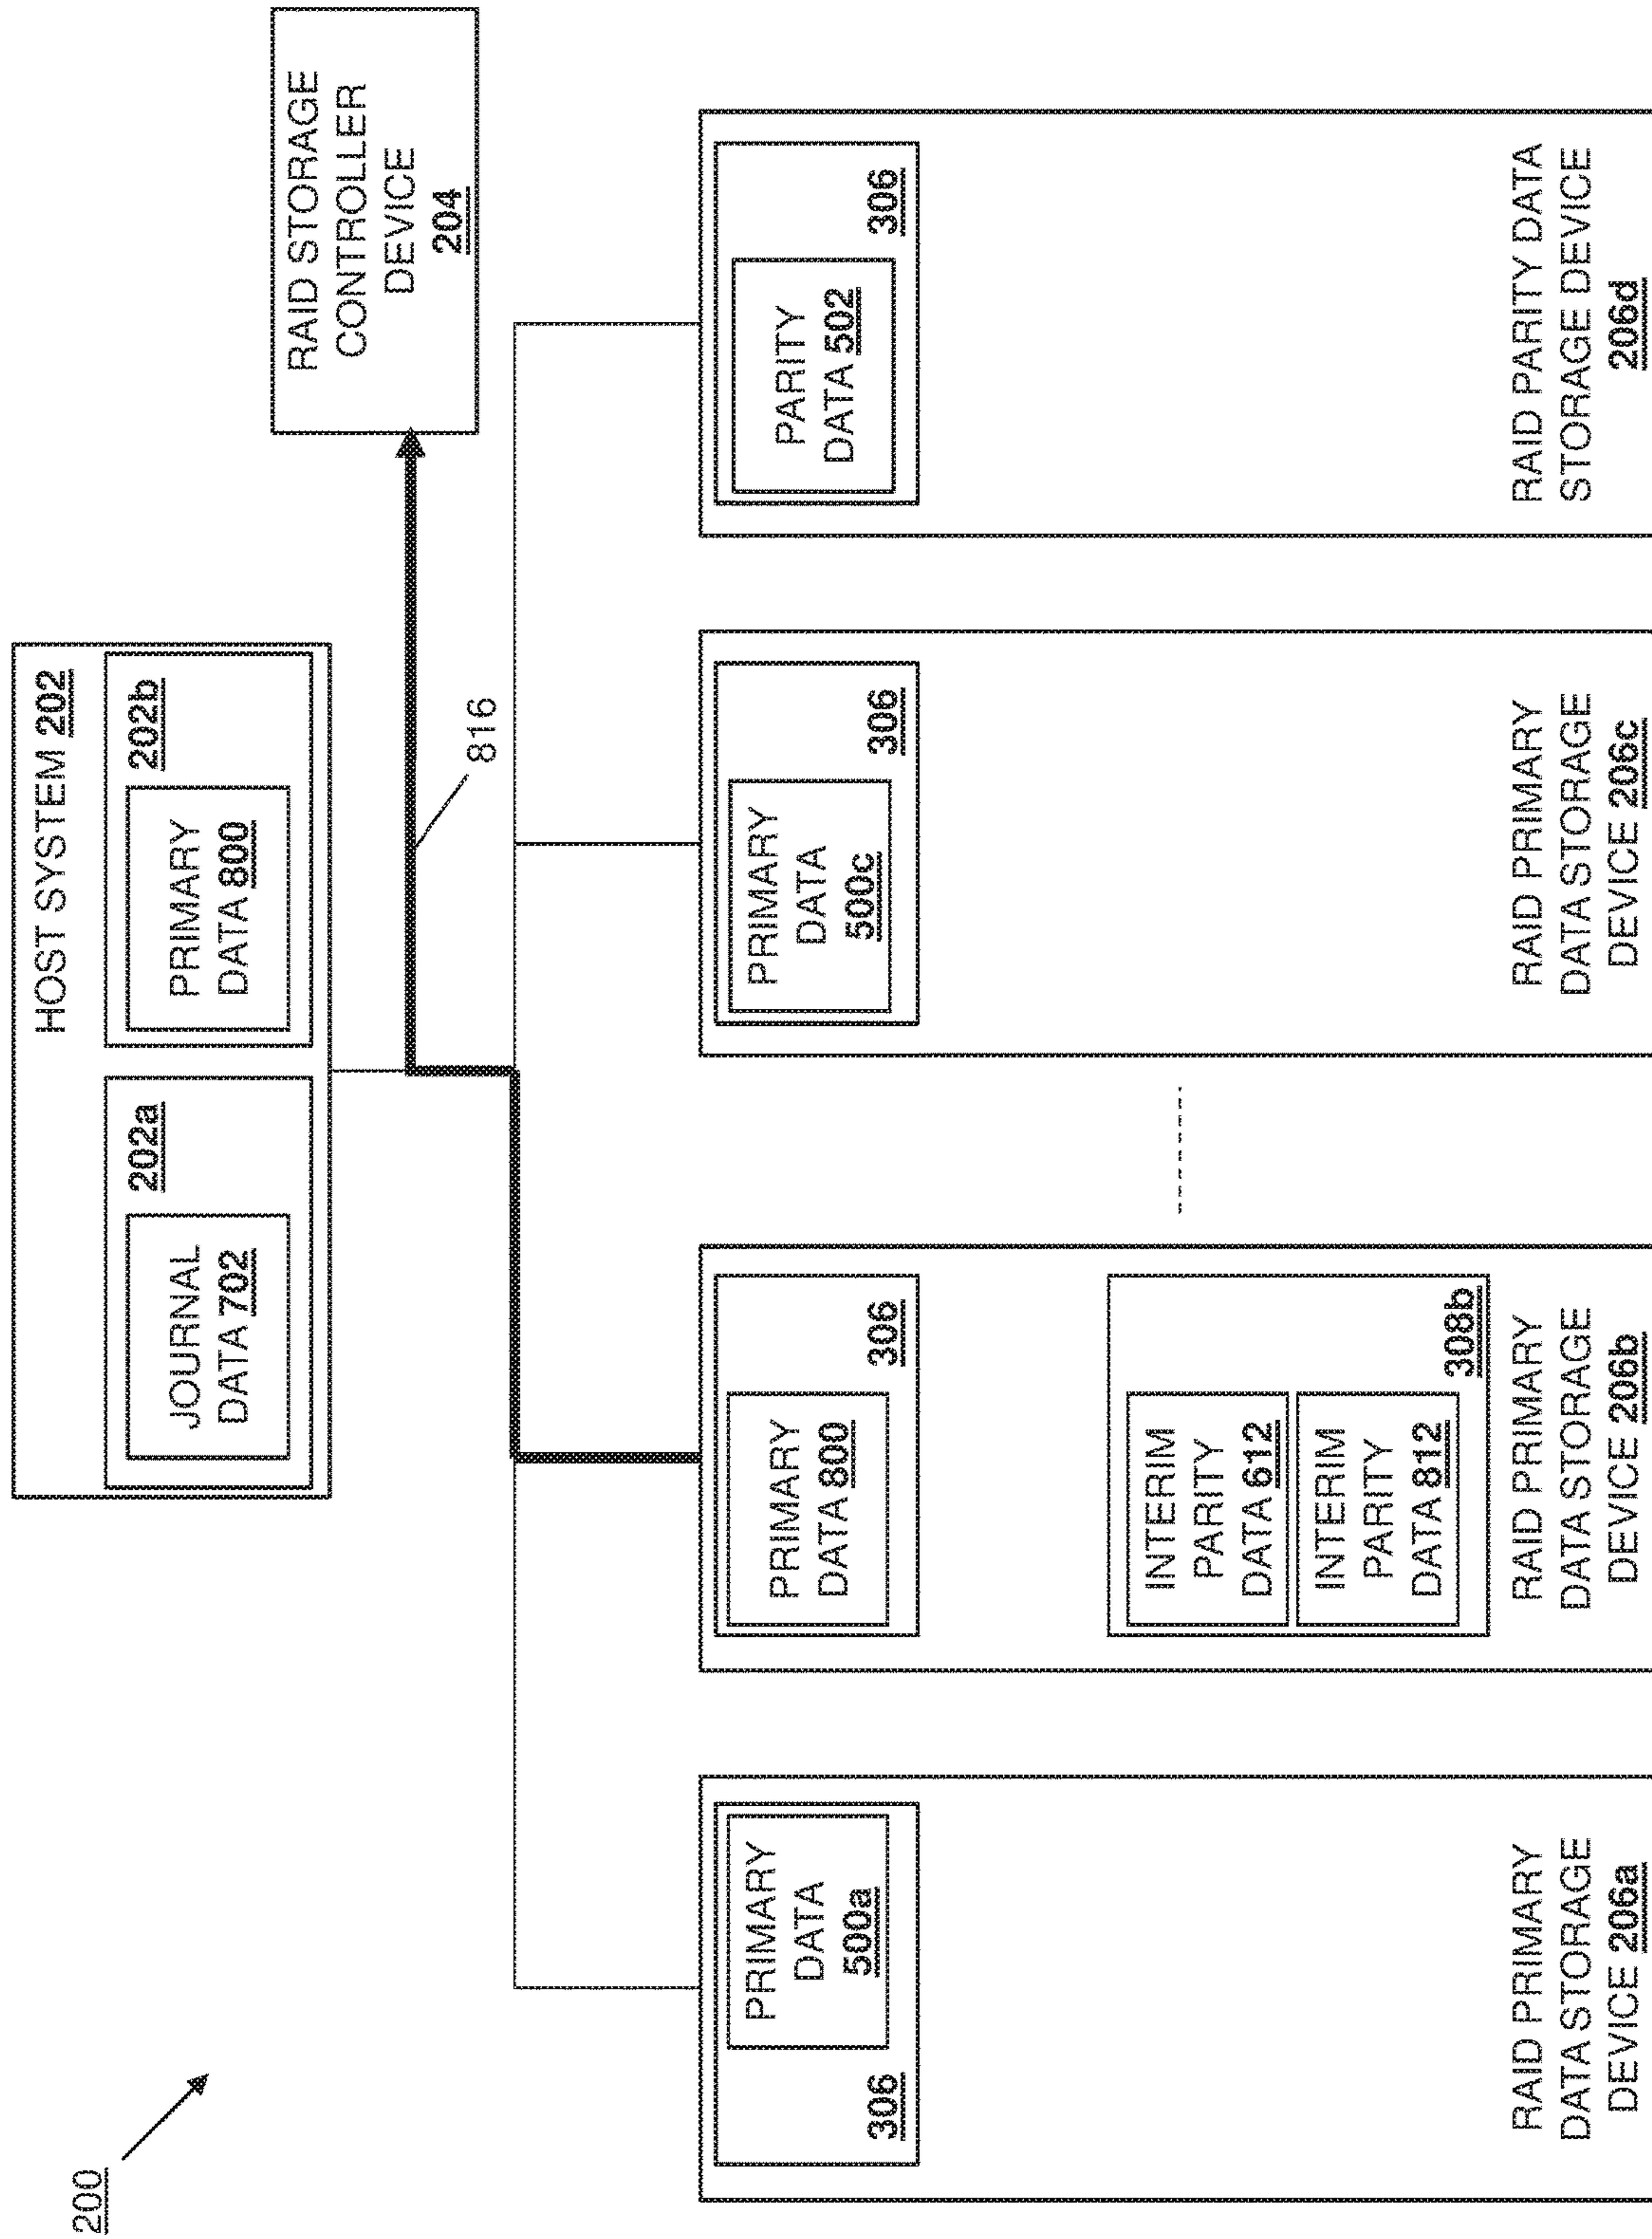 200
HOST SYSTEM 202
202a
JOURNAL
DATA 702
202b
PRIMARY
DATA 800
RAID STORAGE
CONTROLLER
DEVICE
204
816
PRIMARY
DATA
500a
306
RAID PRIMARY
DATA STORAGE
DEVICE 206a
PRIMARY
DATA 800
306
INTERIM
PARITY
DATA 612
INTERIM
PARITY
DATA 812
308b
RAID PRIMARY
DATA STORAGE
DEVICE 206b
PRIMARY
DATA
500c
306
RAID PRIMARY
DATA STORAGE
DEVICE 206c
PARITY
DATA 502
306
RAID PARITY DATA
STORAGE DEVICE
206d